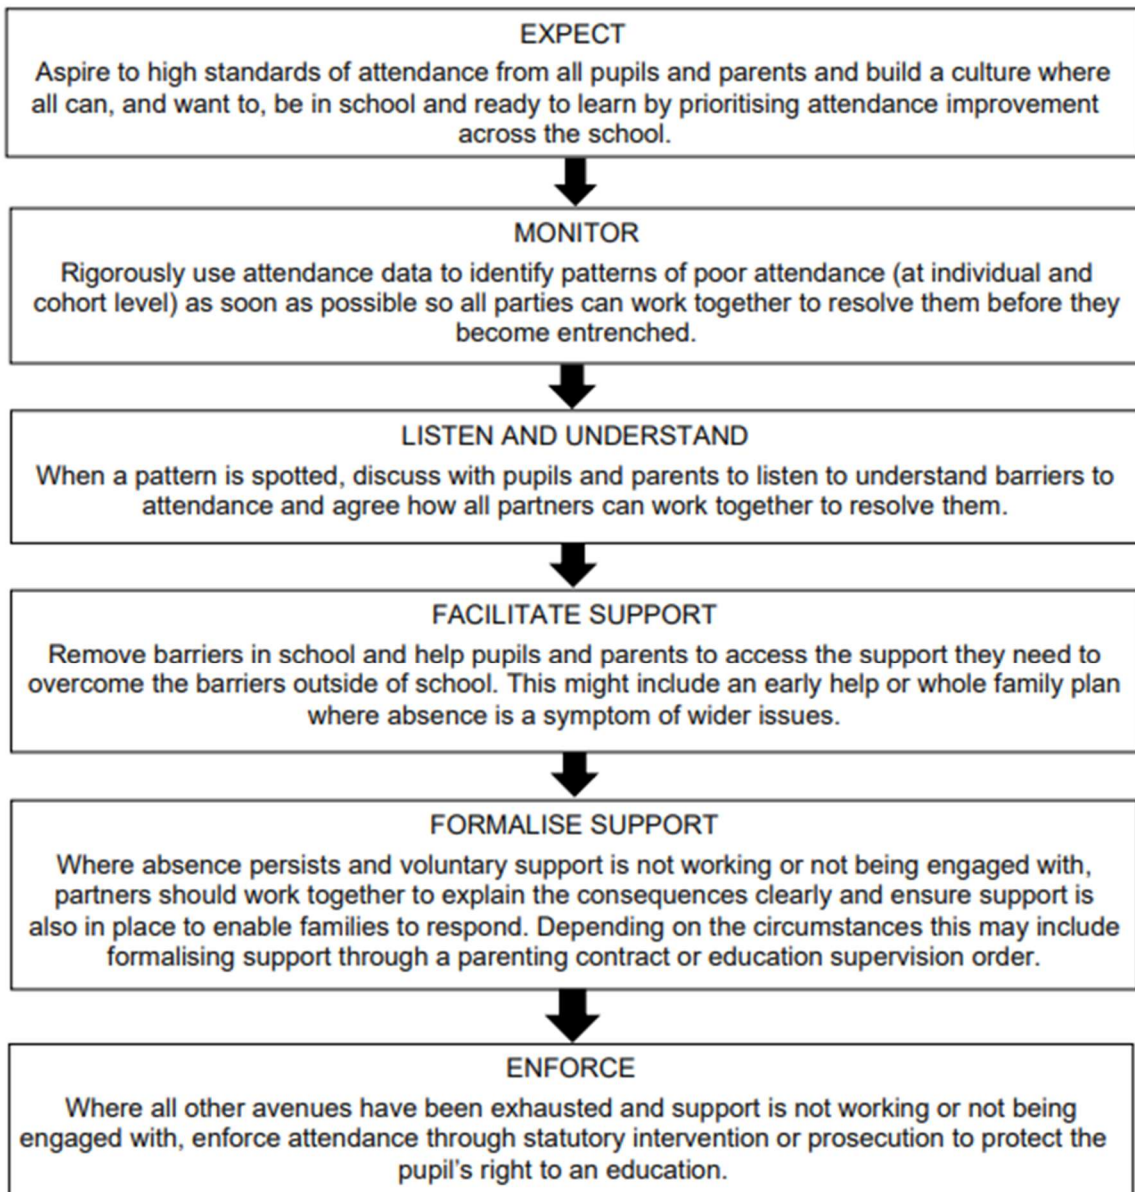 EXPECT
Aspire to high standards of attendance from all pupils and parents and build a culture where
all can, and want to, be in school and ready to learn by prioritising attendance improvement
across the school.
MONITOR
Rigorously use attendance data to identify patterns of poor attendance (at individual and
cohort level) as soon as possible so all parties can work together to resolve them before they
become entrenched.
LISTEN AND UNDERSTAND
When a pattern is spotted, discuss with pupils and parents to listen to understand barriers to
attendance and agree how all partners can work together to resolve them.
FACILITATE SUPPORT
Remove barriers in school and help pupils and parents to access the support they need to
overcome the barriers outside of school. This might include an early help or whole family plan
where absence is a symptom of wider issues.
FORMALISE SUPPORT
Where absence persists and voluntary support is not working or not being engaged with,
partners should work together to explain the consequences clearly and ensure support is
also in place to enable families to respond. Depending on the circumstances this may include
formalising support through a parenting contract or education supervision order.
ENFORCE
Where all other avenues have been exhausted and support is not working or not being
engaged with, enforce attendance through statutory intervention or prosecution to protect the
pupil's right to an education.